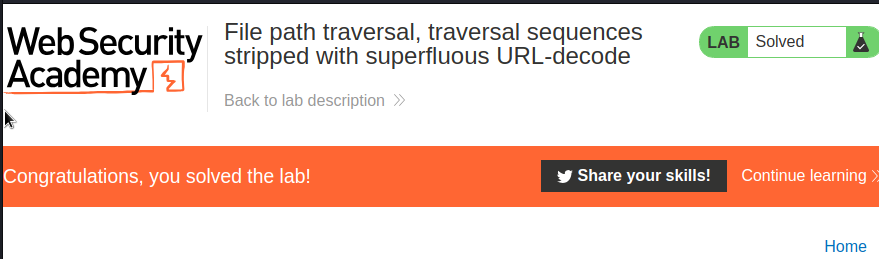 Web Security
Academy
File path traversal, traversal sequences
stripped with superfluous URL-decode
LAB Solved
Back to lab description
Congratulations, you solved the lab!
Share your skills! Continue learning
Home